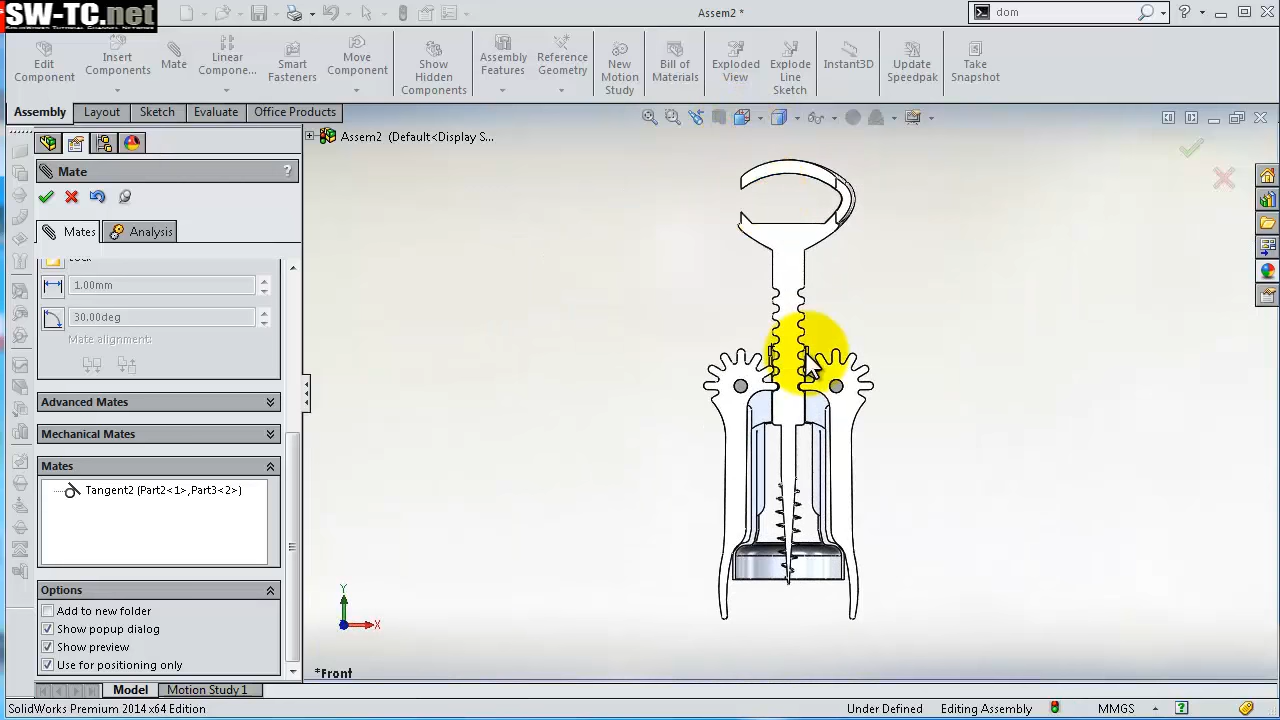 SW-TC.net
SOLIDWORKS TUTORIAL CHANNEL NETWORK
Assem2 *
dom
Edit Component
Insert Components
Mate
Linear Compone...
Smart Fasteners
Move Component
Show Hidden Components
Assembly Features
Reference Geometry
New Motion Study
Bill of Materials
Exploded View
Explode Line Sketch
Instant3D
Update Speedpak
Take Snapshot
Assembly
Layout
Sketch
Evaluate
Office Products
Assem2 (Default<Display S...
Mate
?
Mates
Analysis
Lock
1.00mm
30.00deg
Mate alignment:
Advanced Mates
Mechanical Mates
Mates
Tangent2 (Part2<1>,Part3<2>)
Options
Add to new folder
Show popup dialog
Show preview
Use for positioning only
Y
X
*Front
Model
Motion Study 1
SolidWorks Premium 2014 x64 Edition
Under Defined
Editing Assembly
MMGS